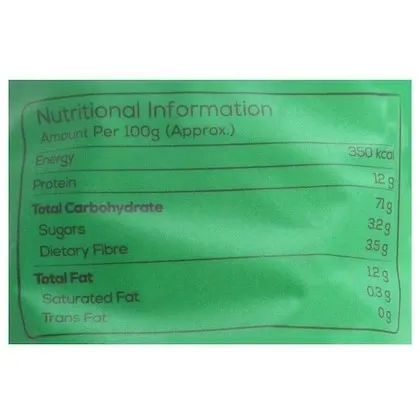 Nutritional Information
Amount Per 100g (Approx.)
Energy 350 kcal
Protein 12 g
Total Carbohydrate 71 g
Sugars 3.2 g
Dietary Fibre 3.5 g
Total Fat 1.2 g
Saturated Fat 0.3 g
Trans Fat 0 g